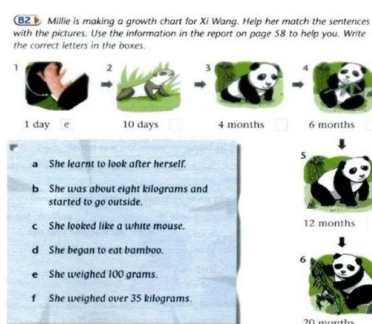 B2 Millie is making a growth chart for Xi Wang. Help her match the sentences
with the pictures. Use the information in the report on page 58 to help you. Write
the correct letters in the boxes.
1 2 3 4
1 day e 10 days 4 months 6 months
5
a She learnt to look after herself.
b She was about eight kilograms and
started to go outside.
12 months
c She looked like a white mouse.
d She began to eat bamboo.
6
e She weighed 100 grams.
f She weighed over 35 kilograms.
20 months